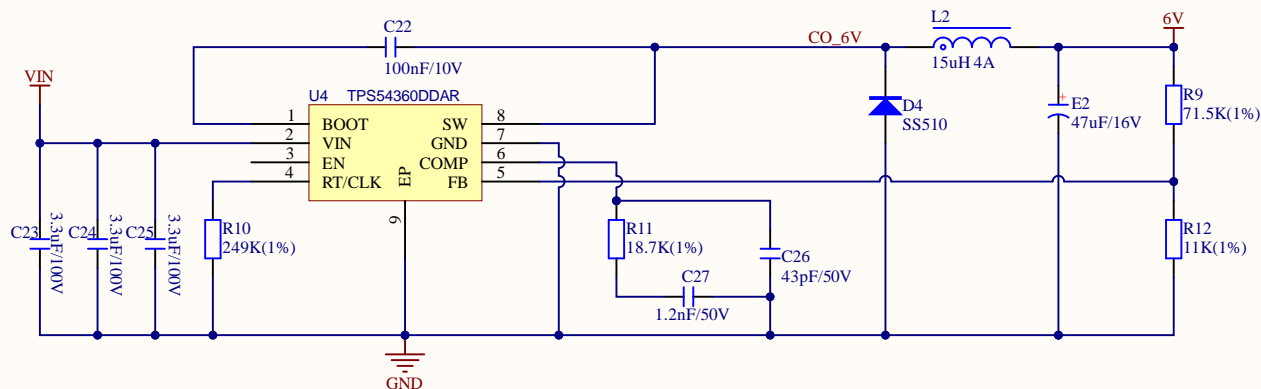 C22
100nF/10V
CO_6V
L2
15uH 4A
6V
VIN
U4 TPS54360DDAR
1 BOOT SW 8
2 VIN GND 7
3 EN COMP 6
4 RT/CLK FB 5
EP
9
D4
SS510
+
E2
47uF/16V
R9
71.5K(1%)
C23
3.3uF/100V
C24
3.3uF/100V
C25
3.3uF/100V
R10
249K(1%)
R11
18.7K(1%)
C26
43pF/50V
C27
1.2nF/50V
R12
11K(1%)
GND